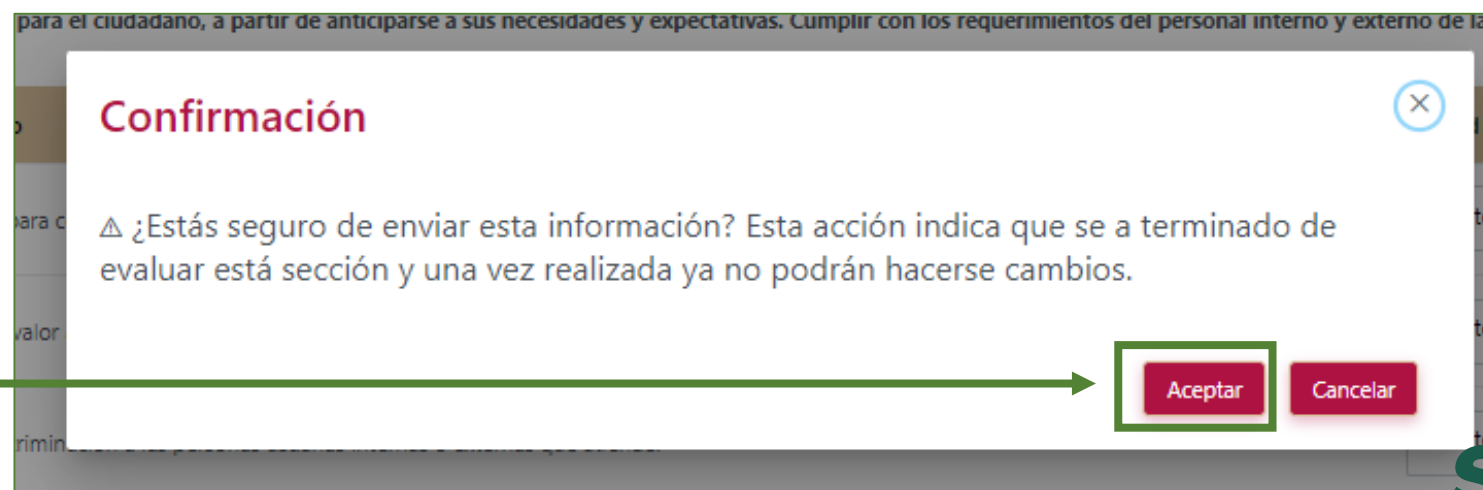 para el ciudadano, a partir de anticiparse a sus necesidades y expectativas. Cumplir con los requerimientos del personal interno y externo de la
Confirmación
para c
⚠ ¿Estás seguro de enviar esta información? Esta acción indica que se a terminado de
evaluar está sección y una vez realizada ya no podrán hacerse cambios.
valor
Aceptar Cancelar